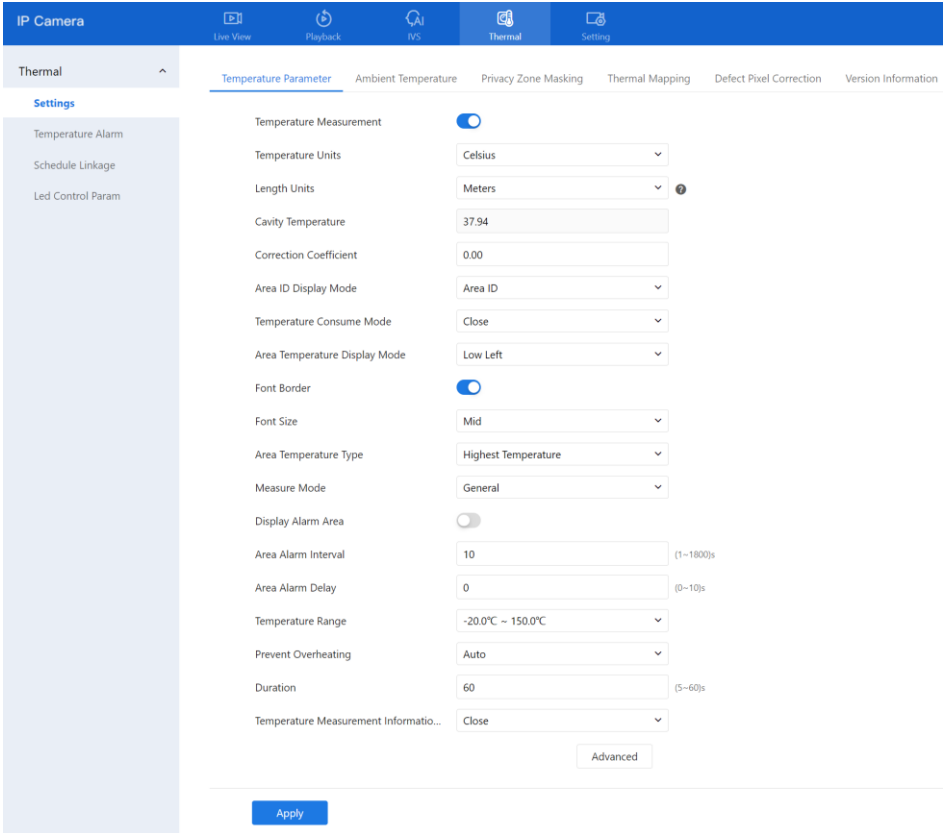 IP Camera
Live View
Playback
AI
IVS
Thermal
Setting
Thermal
Settings
Temperature Alarm
Schedule Linkage
Led Control Param
Temperature Parameter Ambient Temperature Privacy Zone Masking Thermal Mapping Defect Pixel Correction Version Information
Temperature Measurement
Temperature Units Celsius
Length Units Meters ?
Cavity Temperature 37.94
Correction Coefficient 0.00
Area ID Display Mode Area ID
Temperature Consume Mode Close
Area Temperature Display Mode Low Left
Font Border
Font Size Mid
Area Temperature Type Highest Temperature
Measure Mode General
Display Alarm Area
Area Alarm Interval 10 (1~1800)s
Area Alarm Delay 0 (0~10)s
Temperature Range -20.0℃ ~ 150.0℃
Prevent Overheating Auto
Duration 60 (5~60)s
Temperature Measurement Informatio... Close
Advanced
Apply